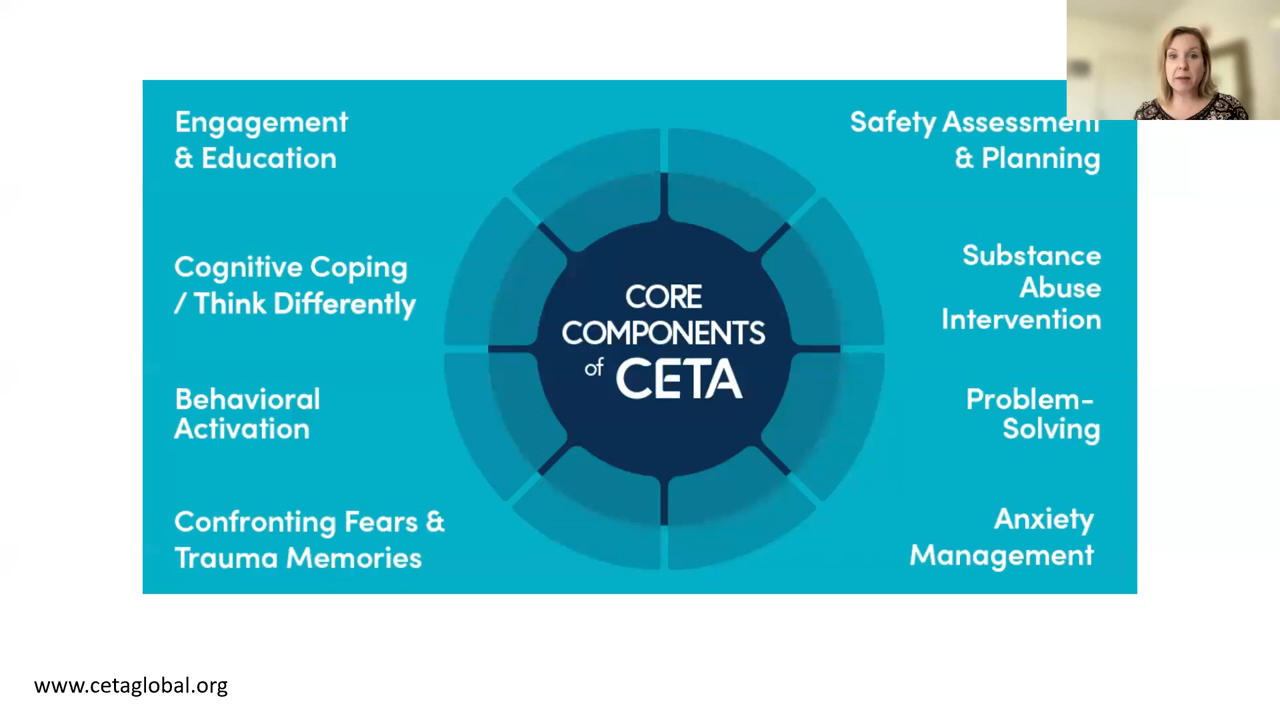 Engagement
& Education
Cognitive Coping
/ Think Differently
Behavioral
Activation
Confronting Fears &
Trauma Memories
CORE
COMPONENTS
of CETA
Safety Assessment
& Planning
Substance
Abuse
Intervention
Problem-
Solving
Anxiety
Management
www.cetaglobal.org